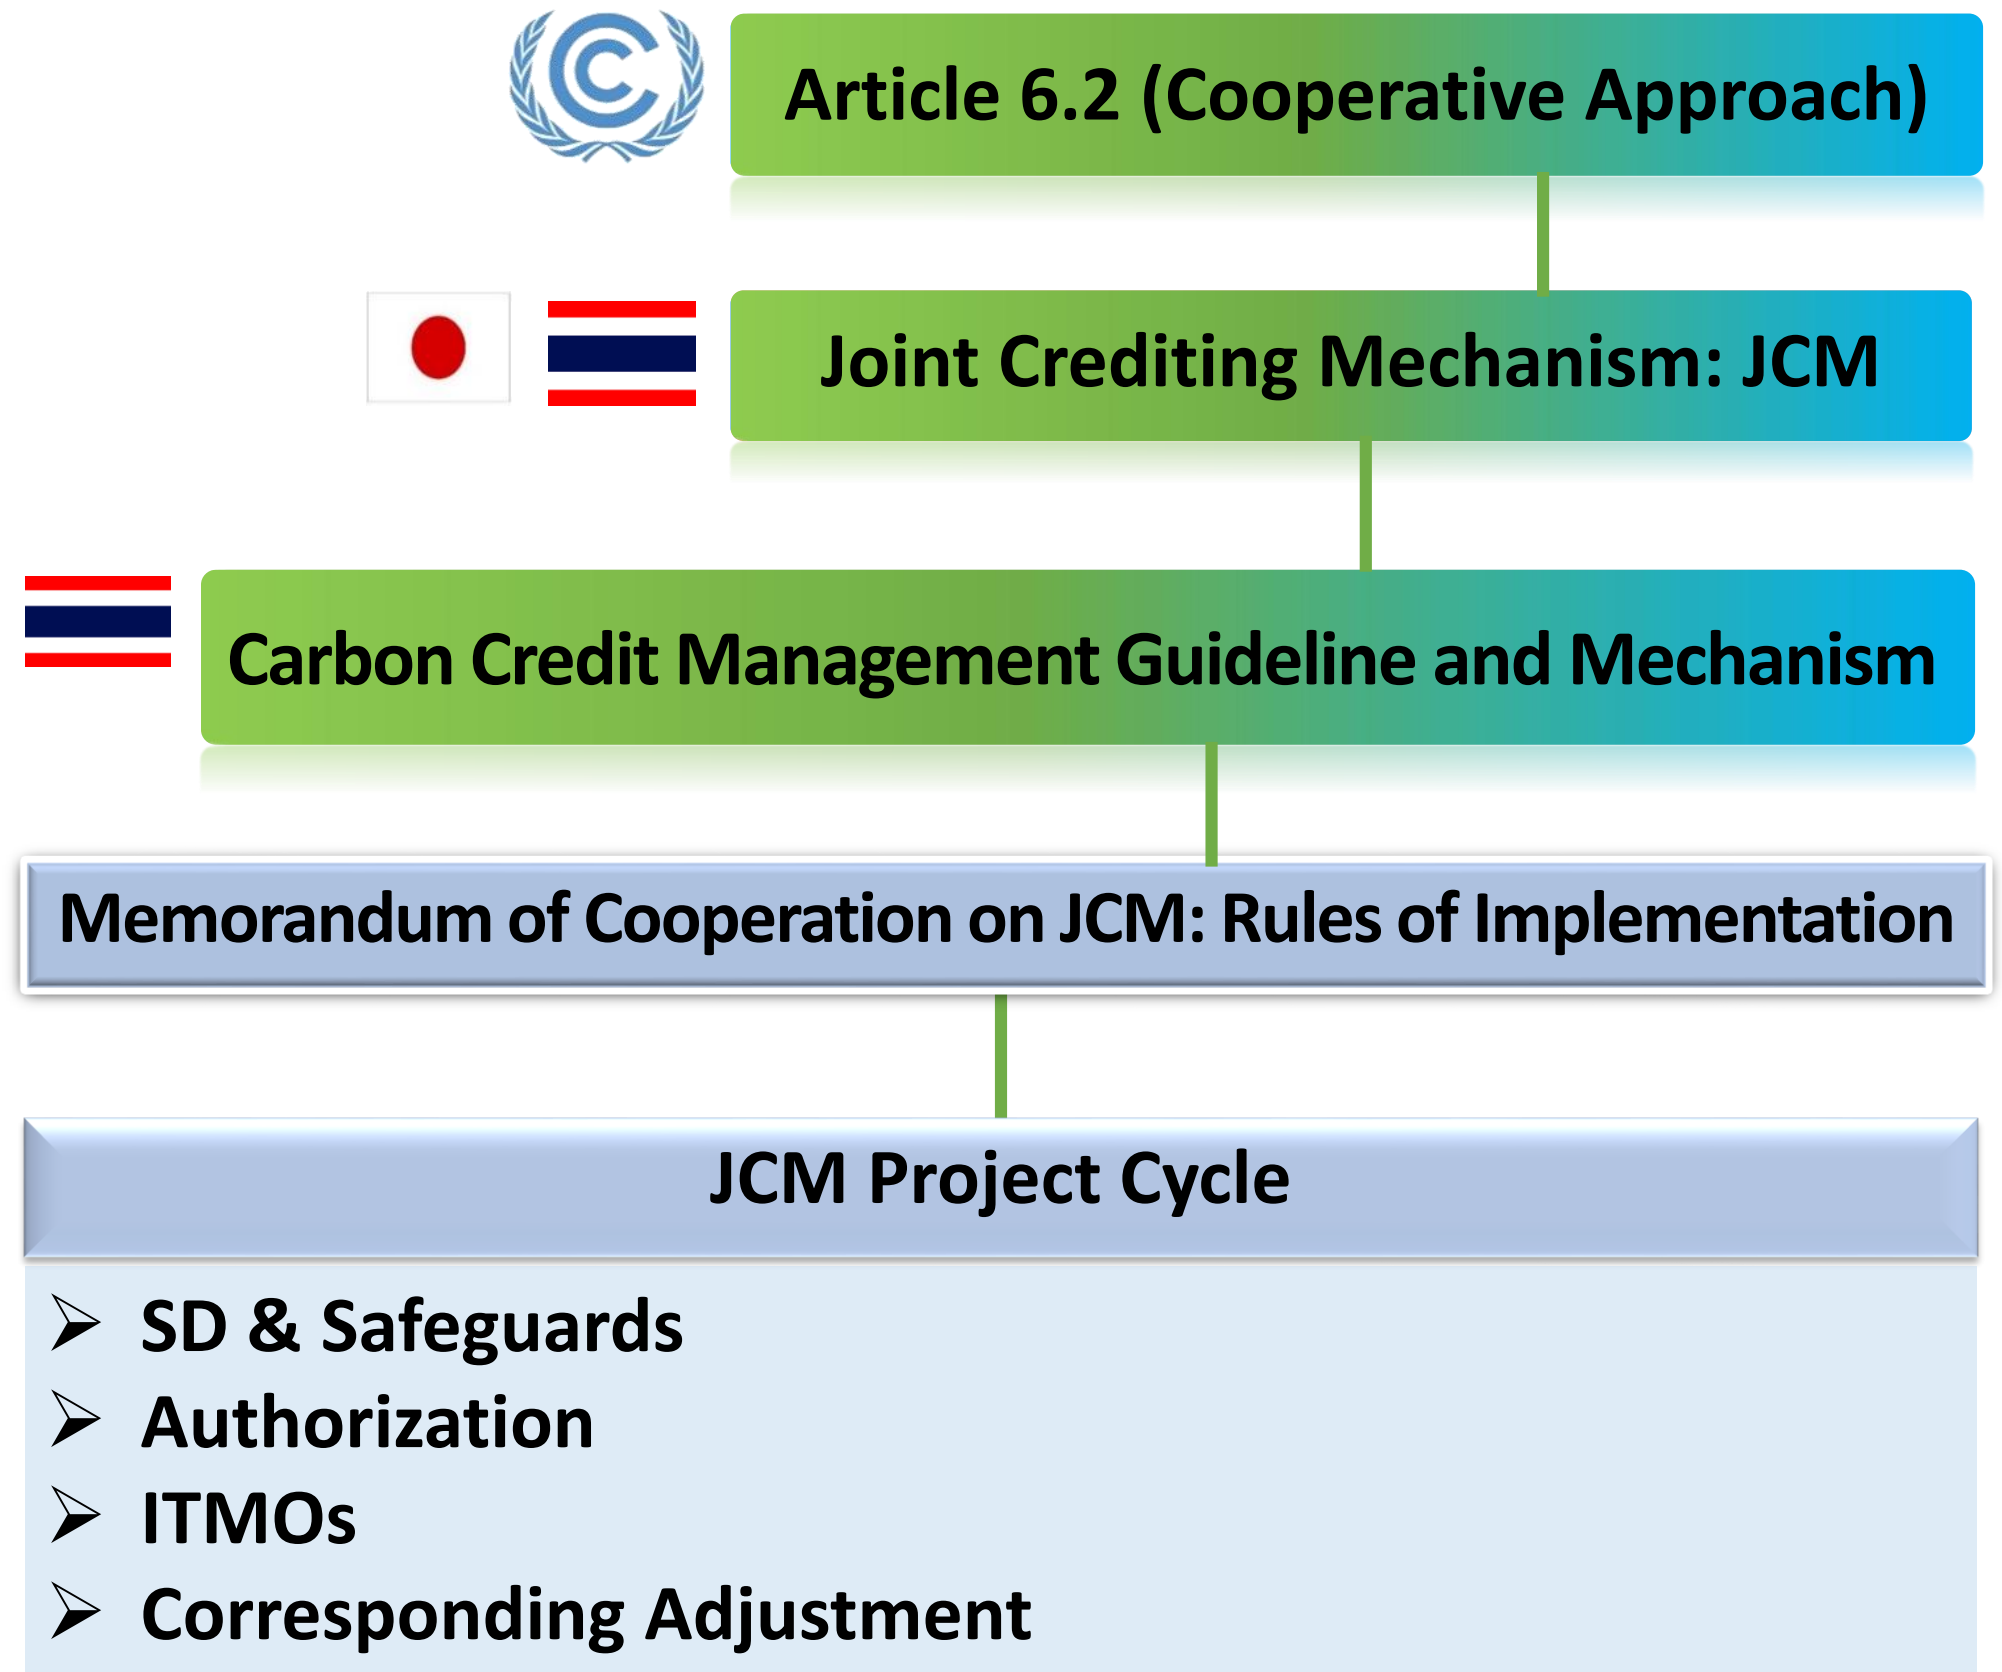 Article 6.2 (Cooperative Approach)
Joint Crediting Mechanism: JCM
Carbon Credit Management Guideline and Mechanism
Memorandum of Cooperation on JCM: Rules of Implementation
JCM Project Cycle
SD & Safeguards
Authorization
ITMOs
Corresponding Adjustment